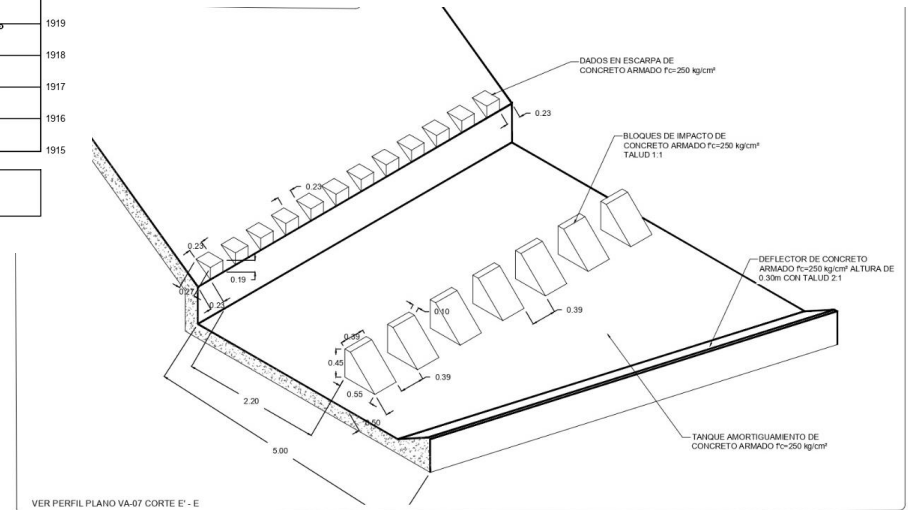 1919
1918
1917
1916
1915
DADOS EN ESCARPA DE
CONCRETO ARMADO f'c=250 kg/cm²
0.23
BLOQUES DE IMPACTO DE
CONCRETO ARMADO f'c=250 kg/cm²
TALUD 1:1
0.23
0.23
0.19
0.27
0.23
DEFLECTOR DE CONCRETO
ARMADO f'c=250 kg/cm² ALTURA DE
0.30m CON TALUD 2:1
0.10
0.39
0.39
0.45
0.39
0.55
0.50
2.20
5.00
TANQUE AMORTIGUAMIENTO DE
CONCRETO ARMADO f'c=250 kg/cm²
VER PERFIL PLANO VA-07 CORTE E' - E